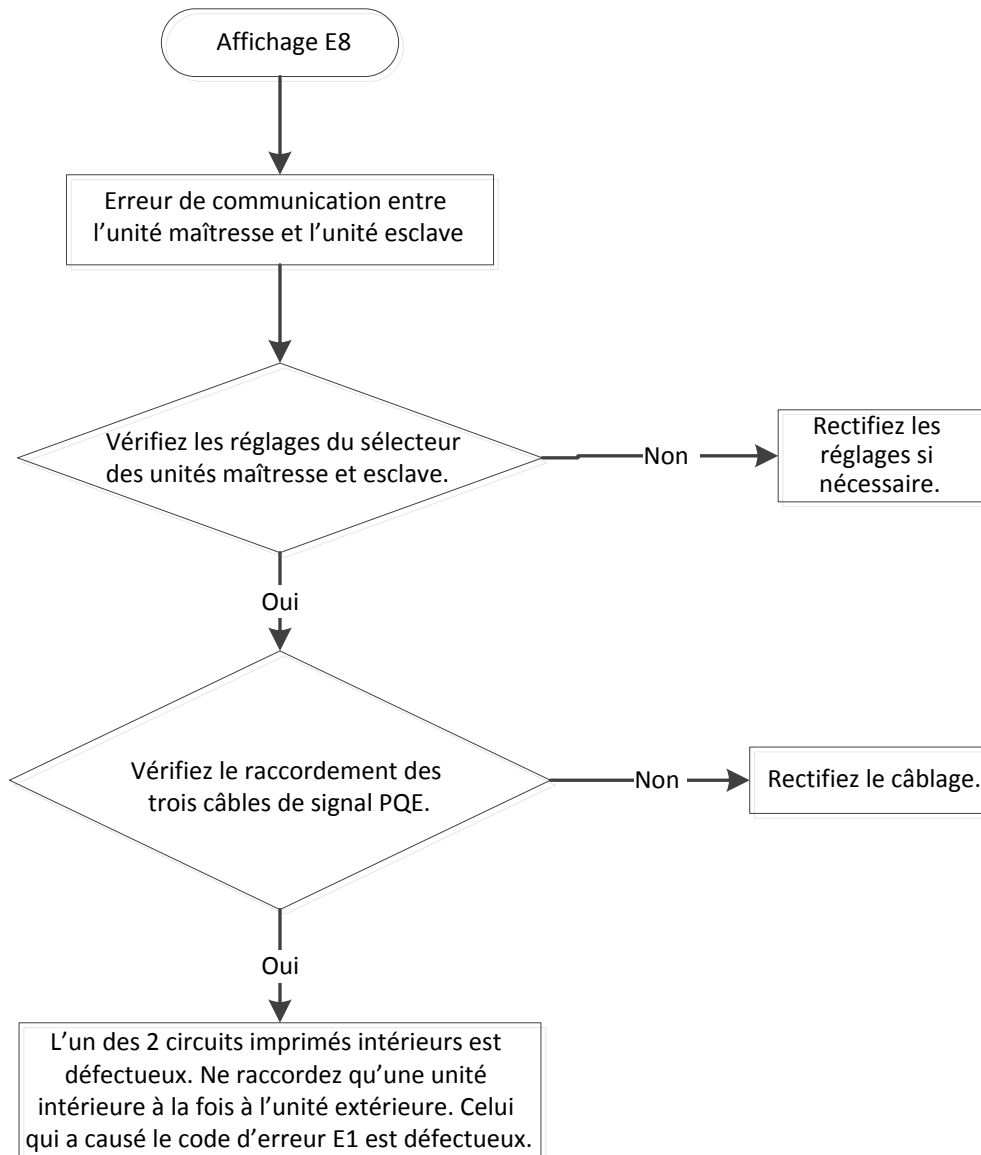 Affichage E8
Erreur de communication entre
l’unité maîtresse et l’unité esclave
Vérifiez les réglages du sélecteur
des unités maîtresse et esclave.
Non
Rectifiez les
réglages si
nécessaire.
Oui
Vérifiez le raccordement des
trois câbles de signal PQE.
Non
Rectifiez le câblage.
Oui
L’un des 2 circuits imprimés intérieurs est
défectueux. Ne raccordez qu’une unité
intérieure à la fois à l’unité extérieure. Celui
qui a causé le code d’erreur E1 est défectueux.